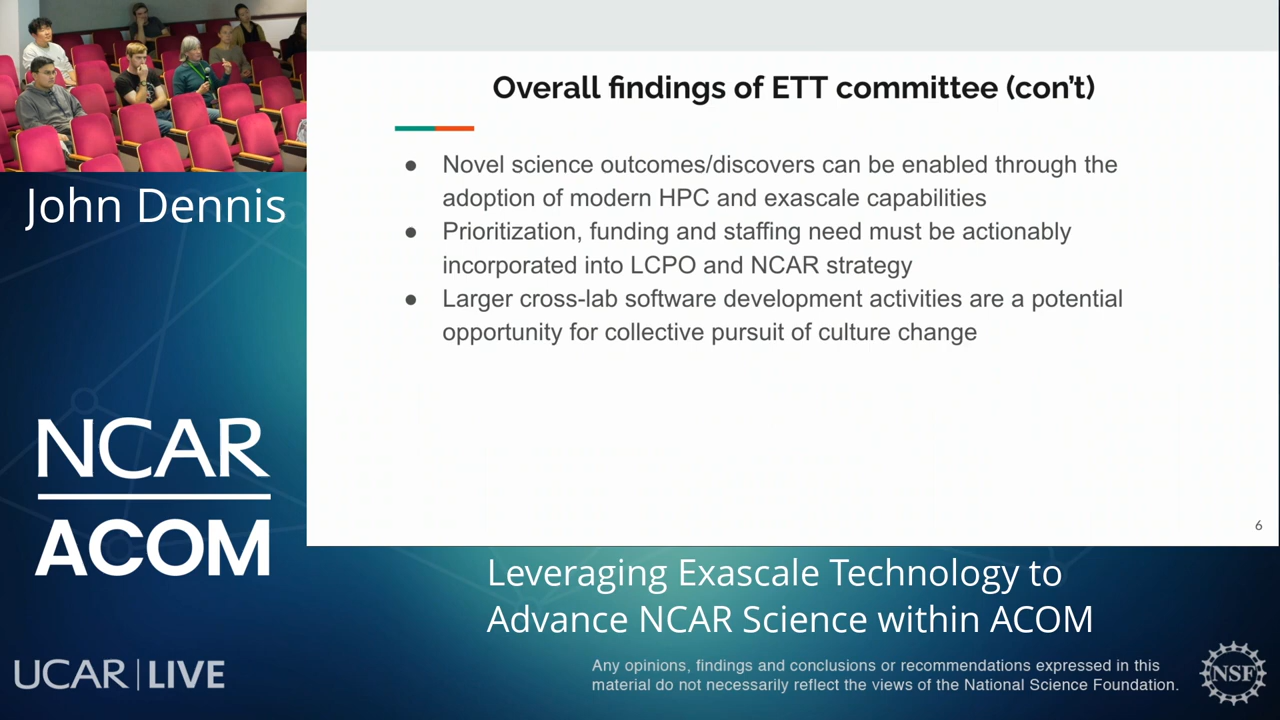 Overall findings of ETT committee (con't)
● Novel science outcomes/discovers can be enabled through the
adoption of modern HPC and exascale capabilities
● Prioritization, funding and staffing need must be actionably
incorporated into LCPO and NCAR strategy
● Larger cross-lab software development activities are a potential
opportunity for collective pursuit of culture change
6
John Dennis
NCAR
ACOM
UCAR | LIVE
Leveraging Exascale Technology to
Advance NCAR Science within ACOM
Any opinions, findings and conclusions or recommendations expressed in this
material do not necessarily reflect the views of the National Science Foundation.
NSF